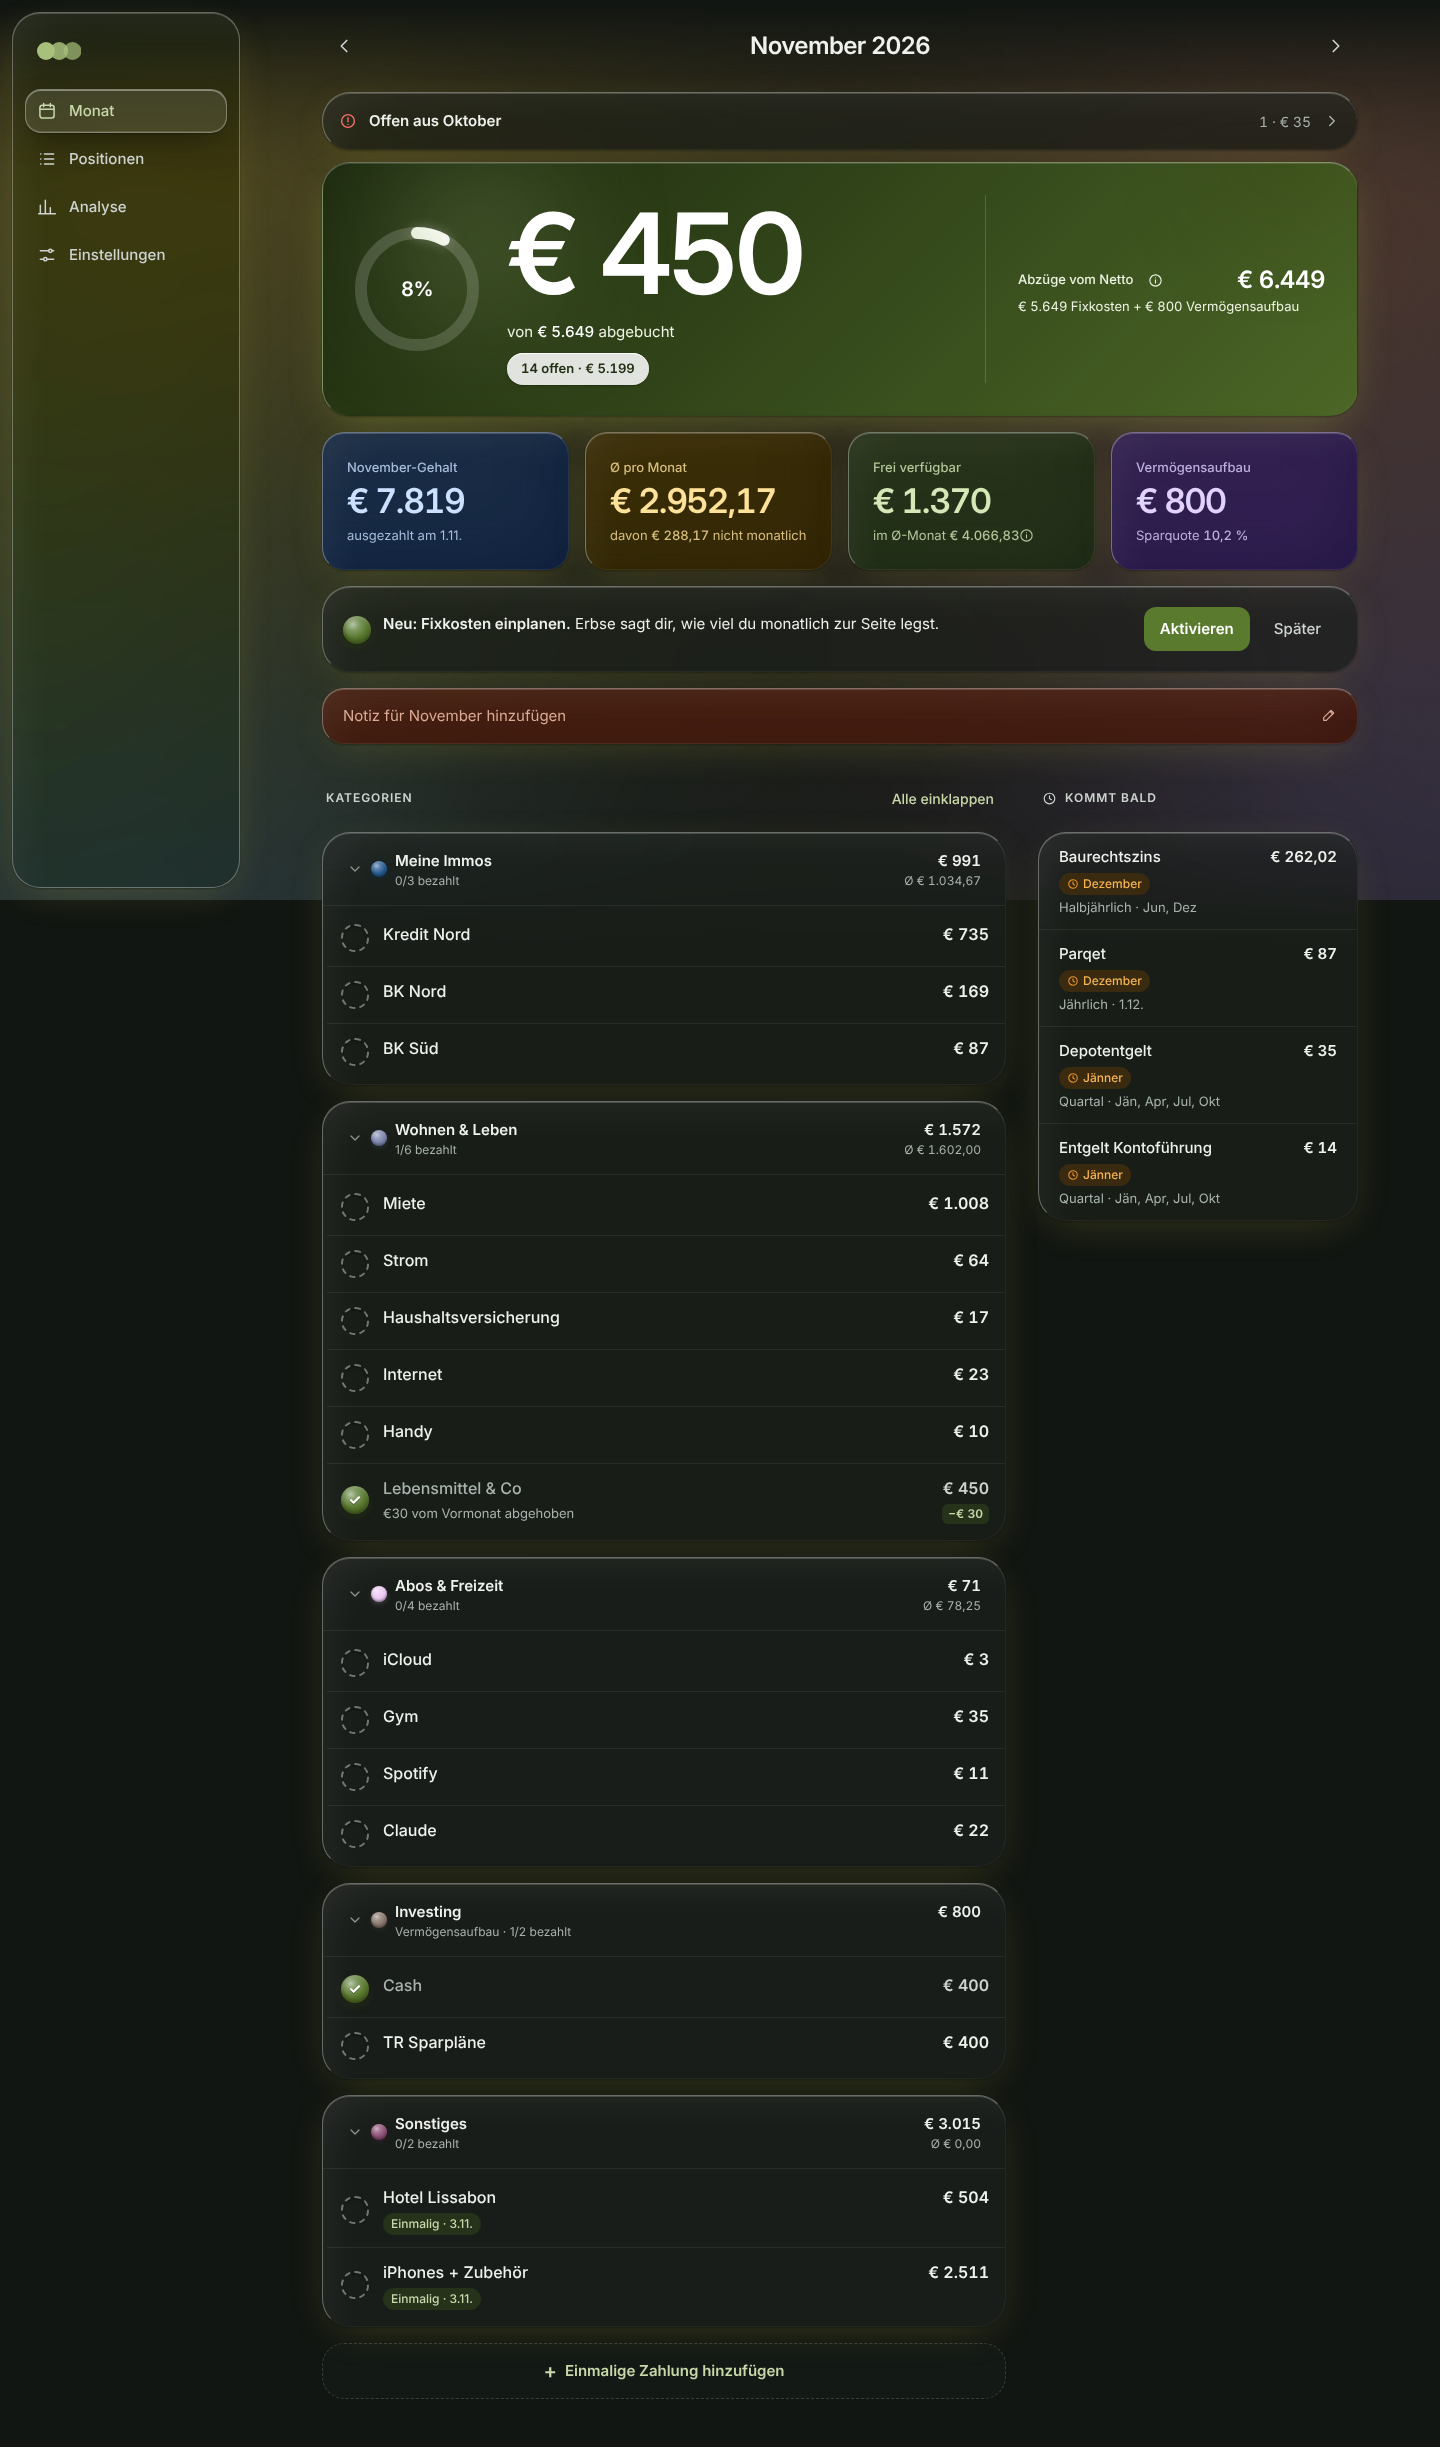 November 2026
Monat
Positionen
Analyse
Einstellungen
Offen aus Oktober
1 · € 35
8%
€ 450
von € 5.649 abgebucht
14 offen · € 5.199
Abzüge vom Netto
€ 6.449
€ 5.649 Fixkosten + € 800 Vermögensaufbau
November-Gehalt
€ 7.819
ausgezahlt am 1.11.
Ø pro Monat
€ 2.952,17
davon € 288,17 nicht monatlich
Frei verfügbar
€ 1.370
im Ø-Monat € 4.066,83
Vermögensaufbau
€ 800
Sparquote 10,2 %
Neu: Fixkosten einplanen. Erbse sagt dir, wie viel du monatlich zur Seite legst.
Aktivieren
Später
Notiz für November hinzufügen
KATEGORIEN
Alle einklappen
Meine Immos
€ 991
0/3 bezahlt
Ø € 1.034,67
Kredit Nord
€ 735
BK Nord
€ 169
BK Süd
€ 87
Wohnen & Leben
€ 1.572
1/6 bezahlt
Ø € 1.602,00
Miete
€ 1.008
Strom
€ 64
Haushaltsversicherung
€ 17
Internet
€ 23
Handy
€ 10
Lebensmittel & Co
€ 450
€30 vom Vormonat abgehoben
−€ 30
Abos & Freizeit
€ 71
0/4 bezahlt
Ø € 78,25
iCloud
€ 3
Gym
€ 35
Spotify
€ 11
Claude
€ 22
Investing
€ 800
Vermögensaufbau · 1/2 bezahlt
Cash
€ 400
TR Sparpläne
€ 400
Sonstiges
€ 3.015
0/2 bezahlt
Ø € 0,00
Hotel Lissabon
€ 504
Einmalig · 3.11.
iPhones + Zubehör
€ 2.511
Einmalig · 3.11.
+ Einmalige Zahlung hinzufügen
KOMMT BALD
Baurechtszins
€ 262,02
Dezember
Halbjährlich · Jun, Dez
Parqet
€ 87
Dezember
Jährlich · 1.12.
Depotentgelt
€ 35
Jänner
Quartal · Jän, Apr, Jul, Okt
Entgelt Kontoführung
€ 14
Jänner
Quartal · Jän, Apr, Jul, Okt